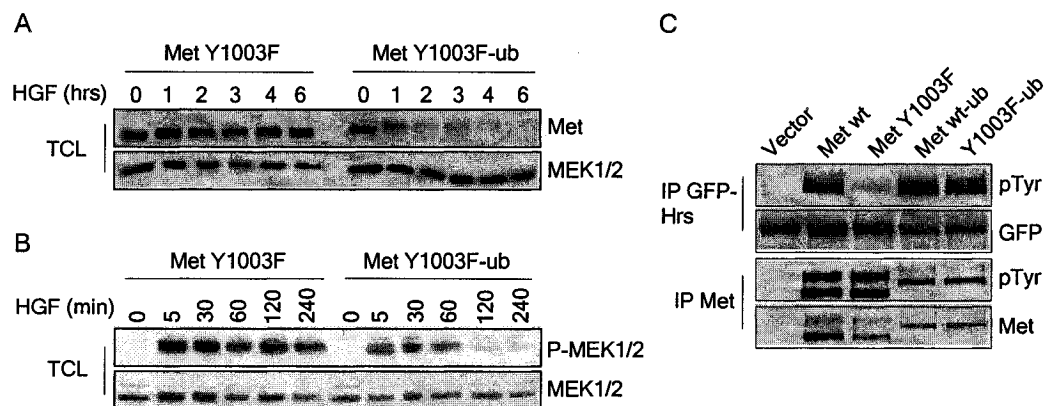 A
Met Y1003F Met Y1003F-ub
HGF (hrs) 0 1 2 3 4 6 0 1 2 3 4 6
TCL
Met
MEK1/2
B
Met Y1003F Met Y1003F-ub
HGF (min) 0 5 30 60 120 240 0 5 30 60 120 240
TCL
P-MEK1/2
MEK1/2
C
Vector Met wt Met Y1003F Met wt-ub Y1003F-ub
IP GFP-
Hrs
pTyr
GFP
IP Met
pTyr
Met